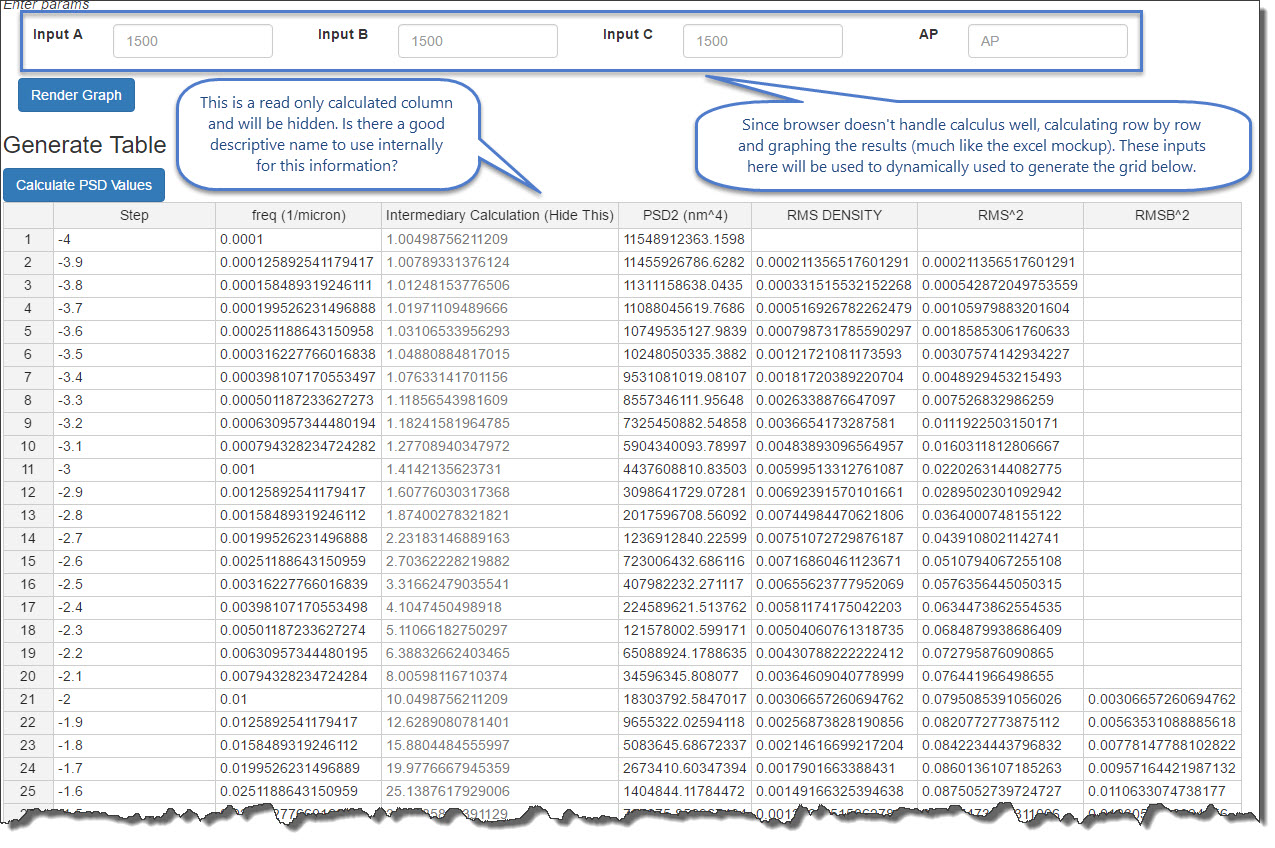 Enter params
Input A 1500 Input B 1500 Input C 1500 AP AP
Render Graph
This is a read only calculated column
and will be hidden. Is there a good
descriptive name to use internally
for this information?
Since browser doesn't handle calculus well, calculating row by row
and graphing the results (much like the excel mockup). These inputs
here will be used to dynamically used to generate the grid below.
Generate Table
Calculate PSD Values
Step freq (1/micron) Intermediary Calculation (Hide This) PSD2 (nm^4) RMS DENSITY RMS^2 RMSB^2
1 -4 0.0001 1.00498756211209 11548912363.1598
2 -3.9 0.000125892541179417 1.00789331376124 11455926786.6282 0.000211356517601291 0.000211356517601291
3 -3.8 0.000158489319246111 1.01248153776506 11311158638.0435 0.000331515532152268 0.000542872049753559
4 -3.7 0.000199526231496888 1.01971109489666 11088045619.7686 0.000516926782262479 0.00105979883201604
5 -3.6 0.000251188643150958 1.03106533956293 10749535127.9839 0.000798731785590297 0.00185853061760633
6 -3.5 0.000316227766016838 1.04880884817015 10248050335.3882 0.00121721081173593 0.00307574142934227
7 -3.4 0.000398107170553497 1.07633141701156 9531081019.08107 0.00181720389220704 0.0048929453215493
8 -3.3 0.000501187233627273 1.11856543981609 8557346111.95648 0.0026338876647097 0.007526832986259
9 -3.2 0.000630957344480194 1.18241581964785 7325450882.54858 0.0036654173287581 0.0111922503150171
10 -3.1 0.000794328234724282 1.27708940347972 5904340093.78997 0.00483893096564957 0.0160311812806667
11 -3 0.001 1.4142135623731 4437608810.83503 0.00599513312761087 0.0220263144082775
12 -2.9 0.00125892541179417 1.60776030317368 3098641729.07281 0.00692391570101661 0.0289502301092942
13 -2.8 0.00158489319246112 1.87400278321821 2017596708.56092 0.00744984470621806 0.0364000748155122
14 -2.7 0.00199526231496888 2.23183146889163 1236912840.22599 0.00751072729876187 0.0439108021142741
15 -2.6 0.00251188643150959 2.70362228219882 723006432.686116 0.00716860461123671 0.0510794067255108
16 -2.5 0.00316227766016839 3.31662479035541 407982232.271117 0.00655623777952069 0.0576356445050315
17 -2.4 0.00398107170553498 4.1047450498918 224589621.513762 0.00581174175042203 0.0634473862554535
18 -2.3 0.00501187233627274 5.11066182750297 121578002.599171 0.00504060761318735 0.0684879938686409
19 -2.2 0.00630957344480195 6.38832662403465 65088924.1788635 0.00430788222222412 0.072795876090865
20 -2.1 0.00794328234724284 8.00598116710374 34596345.808077 0.00364609040778999 0.076441966498655
21 -2 0.01 10.0498756211209 18303792.5847017 0.00306657260694762 0.0795085391056026 0.00306657260694762
22 -1.9 0.0125892541179417 12.6289080781401 9655322.02594118 0.00256873828190856 0.0820772773875112 0.00563531088885618
23 -1.8 0.0158489319246112 15.8804484555997 5083645.68672337 0.00214616699217204 0.0842234443796832 0.00778147788102822
24 -1.7 0.0199526231496889 19.9776667945359 2673410.60347394 0.0017901663388431 0.0860136107185263 0.00957164421987132
25 -1.6 0.0251188643150959 25.1387617929006 1404844.11784472 0.00149166325394638 0.0875052739724727 0.0110633074738177